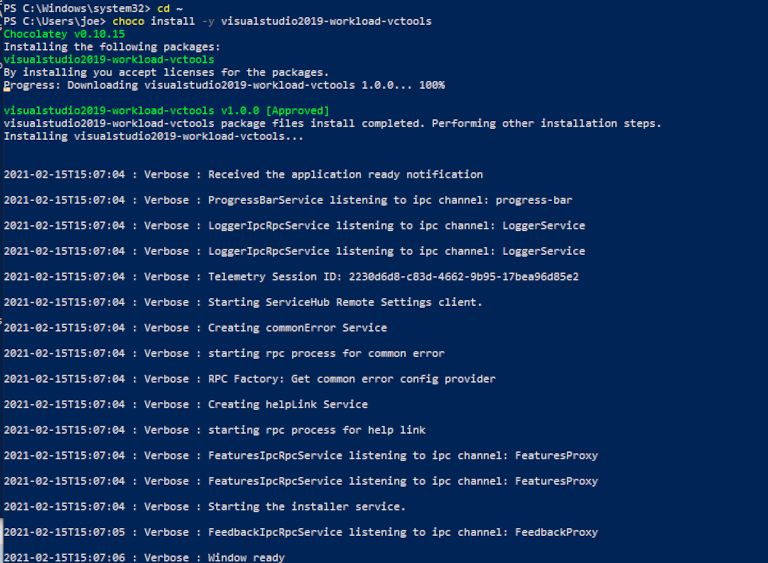 PS C:\Windows\system32> cd ~
PS C:\Users\joe> choco install -y visualstudio2019-workload-vctools
Chocolatey v0.10.15
Installing the following packages:
visualstudio2019-workload-vctools
By installing you accept licenses for the packages.
Progress: Downloading visualstudio2019-workload-vctools 1.0.0... 100%
visualstudio2019-workload-vctools v1.0.0 [Approved]
visualstudio2019-workload-vctools package files install completed. Performing other installation steps.
Installing visualstudio2019-workload-vctools...
2021-02-15T15:07:04 : Verbose : Received the application ready notification
2021-02-15T15:07:04 : Verbose : ProgressBarService listening to ipc channel: progress-bar
2021-02-15T15:07:04 : Verbose : LoggerIpcRpcService listening to ipc channel: LoggerService
2021-02-15T15:07:04 : Verbose : LoggerIpcRpcService listening to ipc channel: LoggerService
2021-02-15T15:07:04 : Verbose : Telemetry Session ID: 2230d6d8-c83d-4662-9b95-17bea96d85e2
2021-02-15T15:07:04 : Verbose : Starting ServiceHub Remote Settings client.
2021-02-15T15:07:04 : Verbose : Creating commonError Service
2021-02-15T15:07:04 : Verbose : starting rpc process for common error
2021-02-15T15:07:04 : Verbose : RPC Factory: Get common error config provider
2021-02-15T15:07:04 : Verbose : Creating helpLink Service
2021-02-15T15:07:04 : Verbose : starting rpc process for help link
2021-02-15T15:07:04 : Verbose : FeaturesIpcRpcService listening to ipc channel: FeaturesProxy
2021-02-15T15:07:04 : Verbose : FeaturesIpcRpcService listening to ipc channel: FeaturesProxy
2021-02-15T15:07:04 : Verbose : Starting the installer service.
2021-02-15T15:07:05 : Verbose : FeedbackIpcRpcService listening to ipc channel: FeedbackProxy
2021-02-15T15:07:06 : Verbose : Window ready